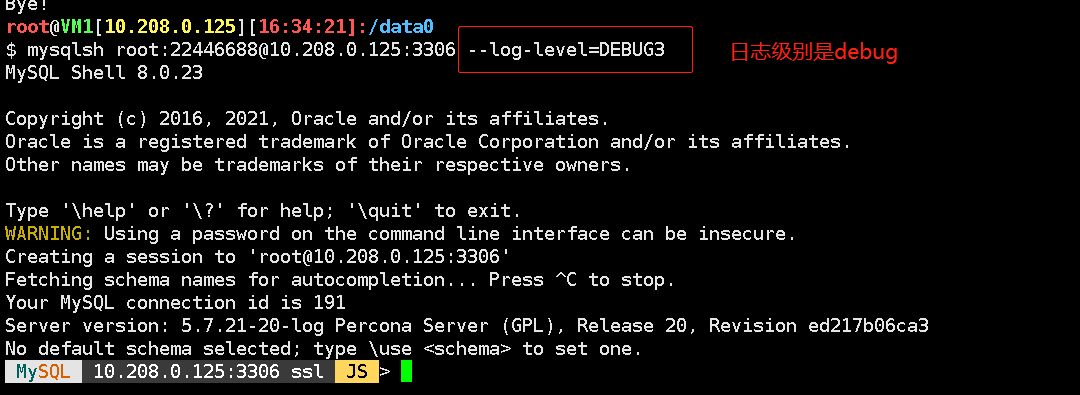 Bye!
root@VM1[10.208.0.125][16:34:21]:/data0
$ mysqlsh root:22446688@10.208.0.125:3306 --log-level=DEBUG3 日志级别是debug
MySQL Shell 8.0.23
Copyright (c) 2016, 2021, Oracle and/or its affiliates.
Oracle is a registered trademark of Oracle Corporation and/or its affiliates.
Other names may be trademarks of their respective owners.
Type '\help' or '\?' for help; '\quit' to exit.
WARNING: Using a password on the command line interface can be insecure.
Creating a session to 'root@10.208.0.125:3306'
Fetching schema names for autocompletion... Press ^C to stop.
Your MySQL connection id is 191
Server version: 5.7.21-20-log Percona Server (GPL), Release 20, Revision ed217b06ca3
No default schema selected; type \use <schema> to set one.
MySQL 10.208.0.125:3306 ssl JS >